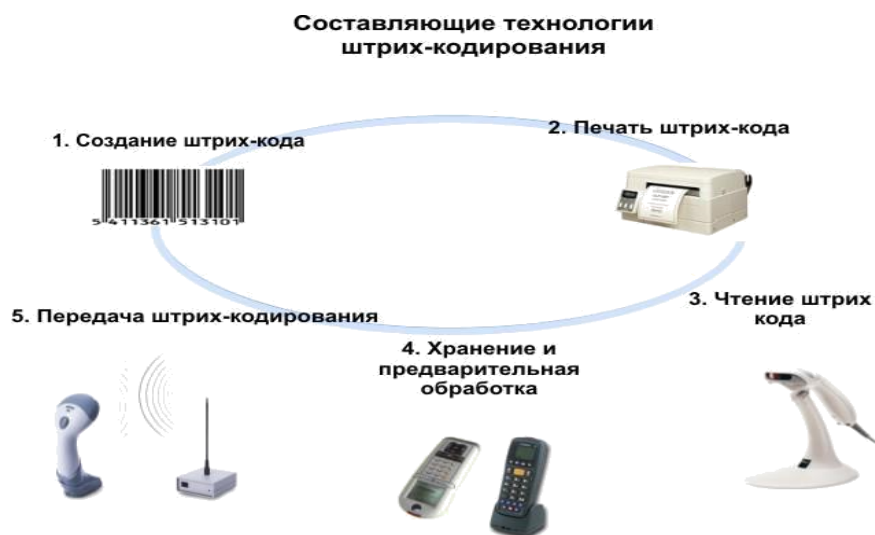 Составляющие технологии
штрих-кодирования
1. Создание штрих-кода
2. Печать штрих-кода
5 411361 513101
3. Чтение штрих
кода
5. Передача штрих-кодирования
4. Хранение и
предварительная
обработка